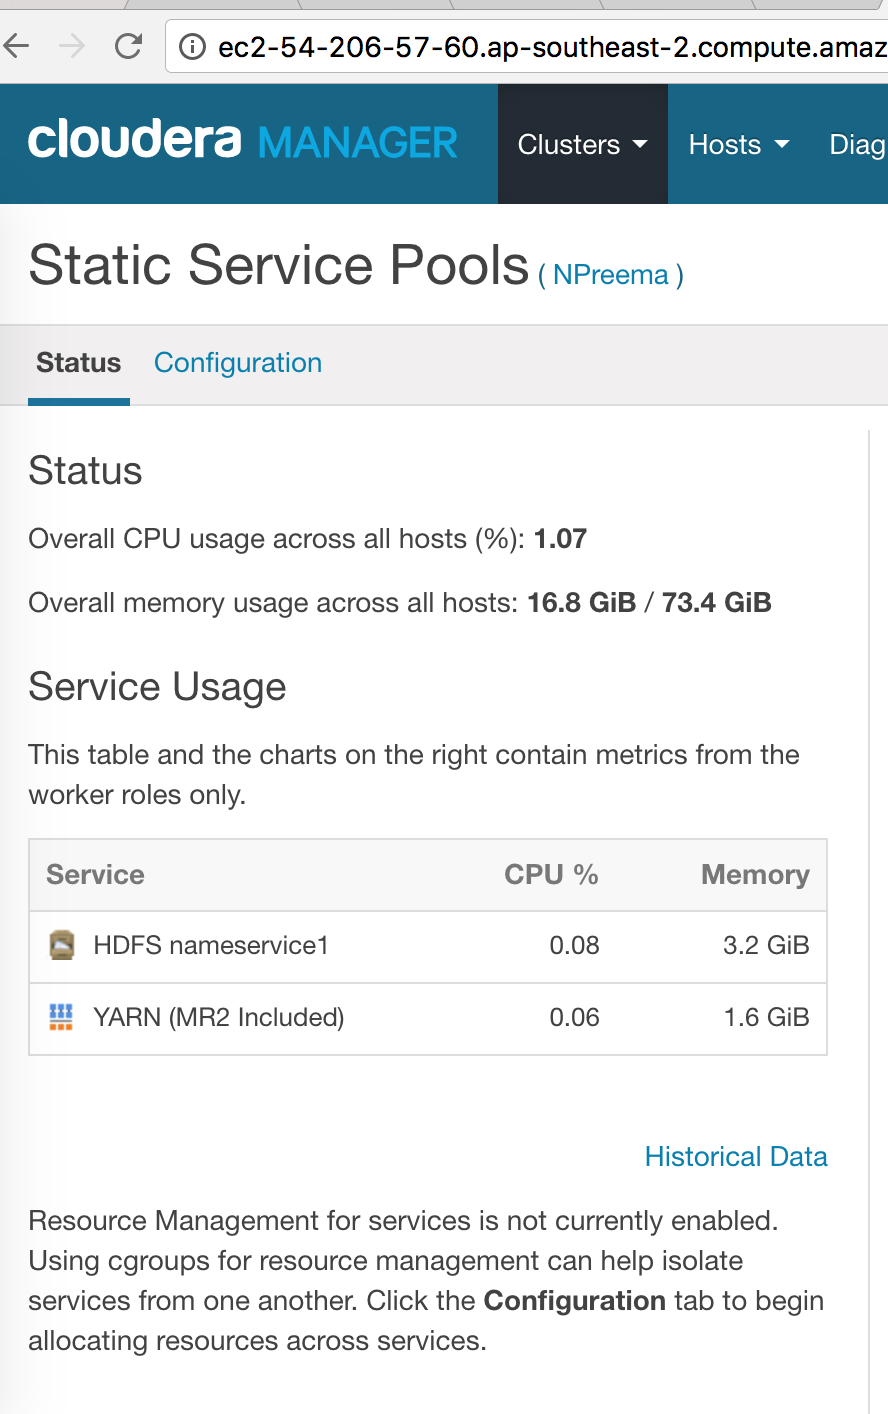 ec2-54-206-57-60.ap-southeast-2.compute.amaz
cloudera MANAGER Clusters Hosts Diag
Static Service Pools ( NPreema )
Status Configuration
Status
Overall CPU usage across all hosts (%): 1.07
Overall memory usage across all hosts: 16.8 GiB / 73.4 GiB
Service Usage
This table and the charts on the right contain metrics from the
worker roles only.
Service CPU % Memory
HDFS nameservice1 0.08 3.2 GiB
YARN (MR2 Included) 0.06 1.6 GiB
Historical Data
Resource Management for services is not currently enabled.
Using cgroups for resource management can help isolate
services from one another. Click the Configuration tab to begin
allocating resources across services.